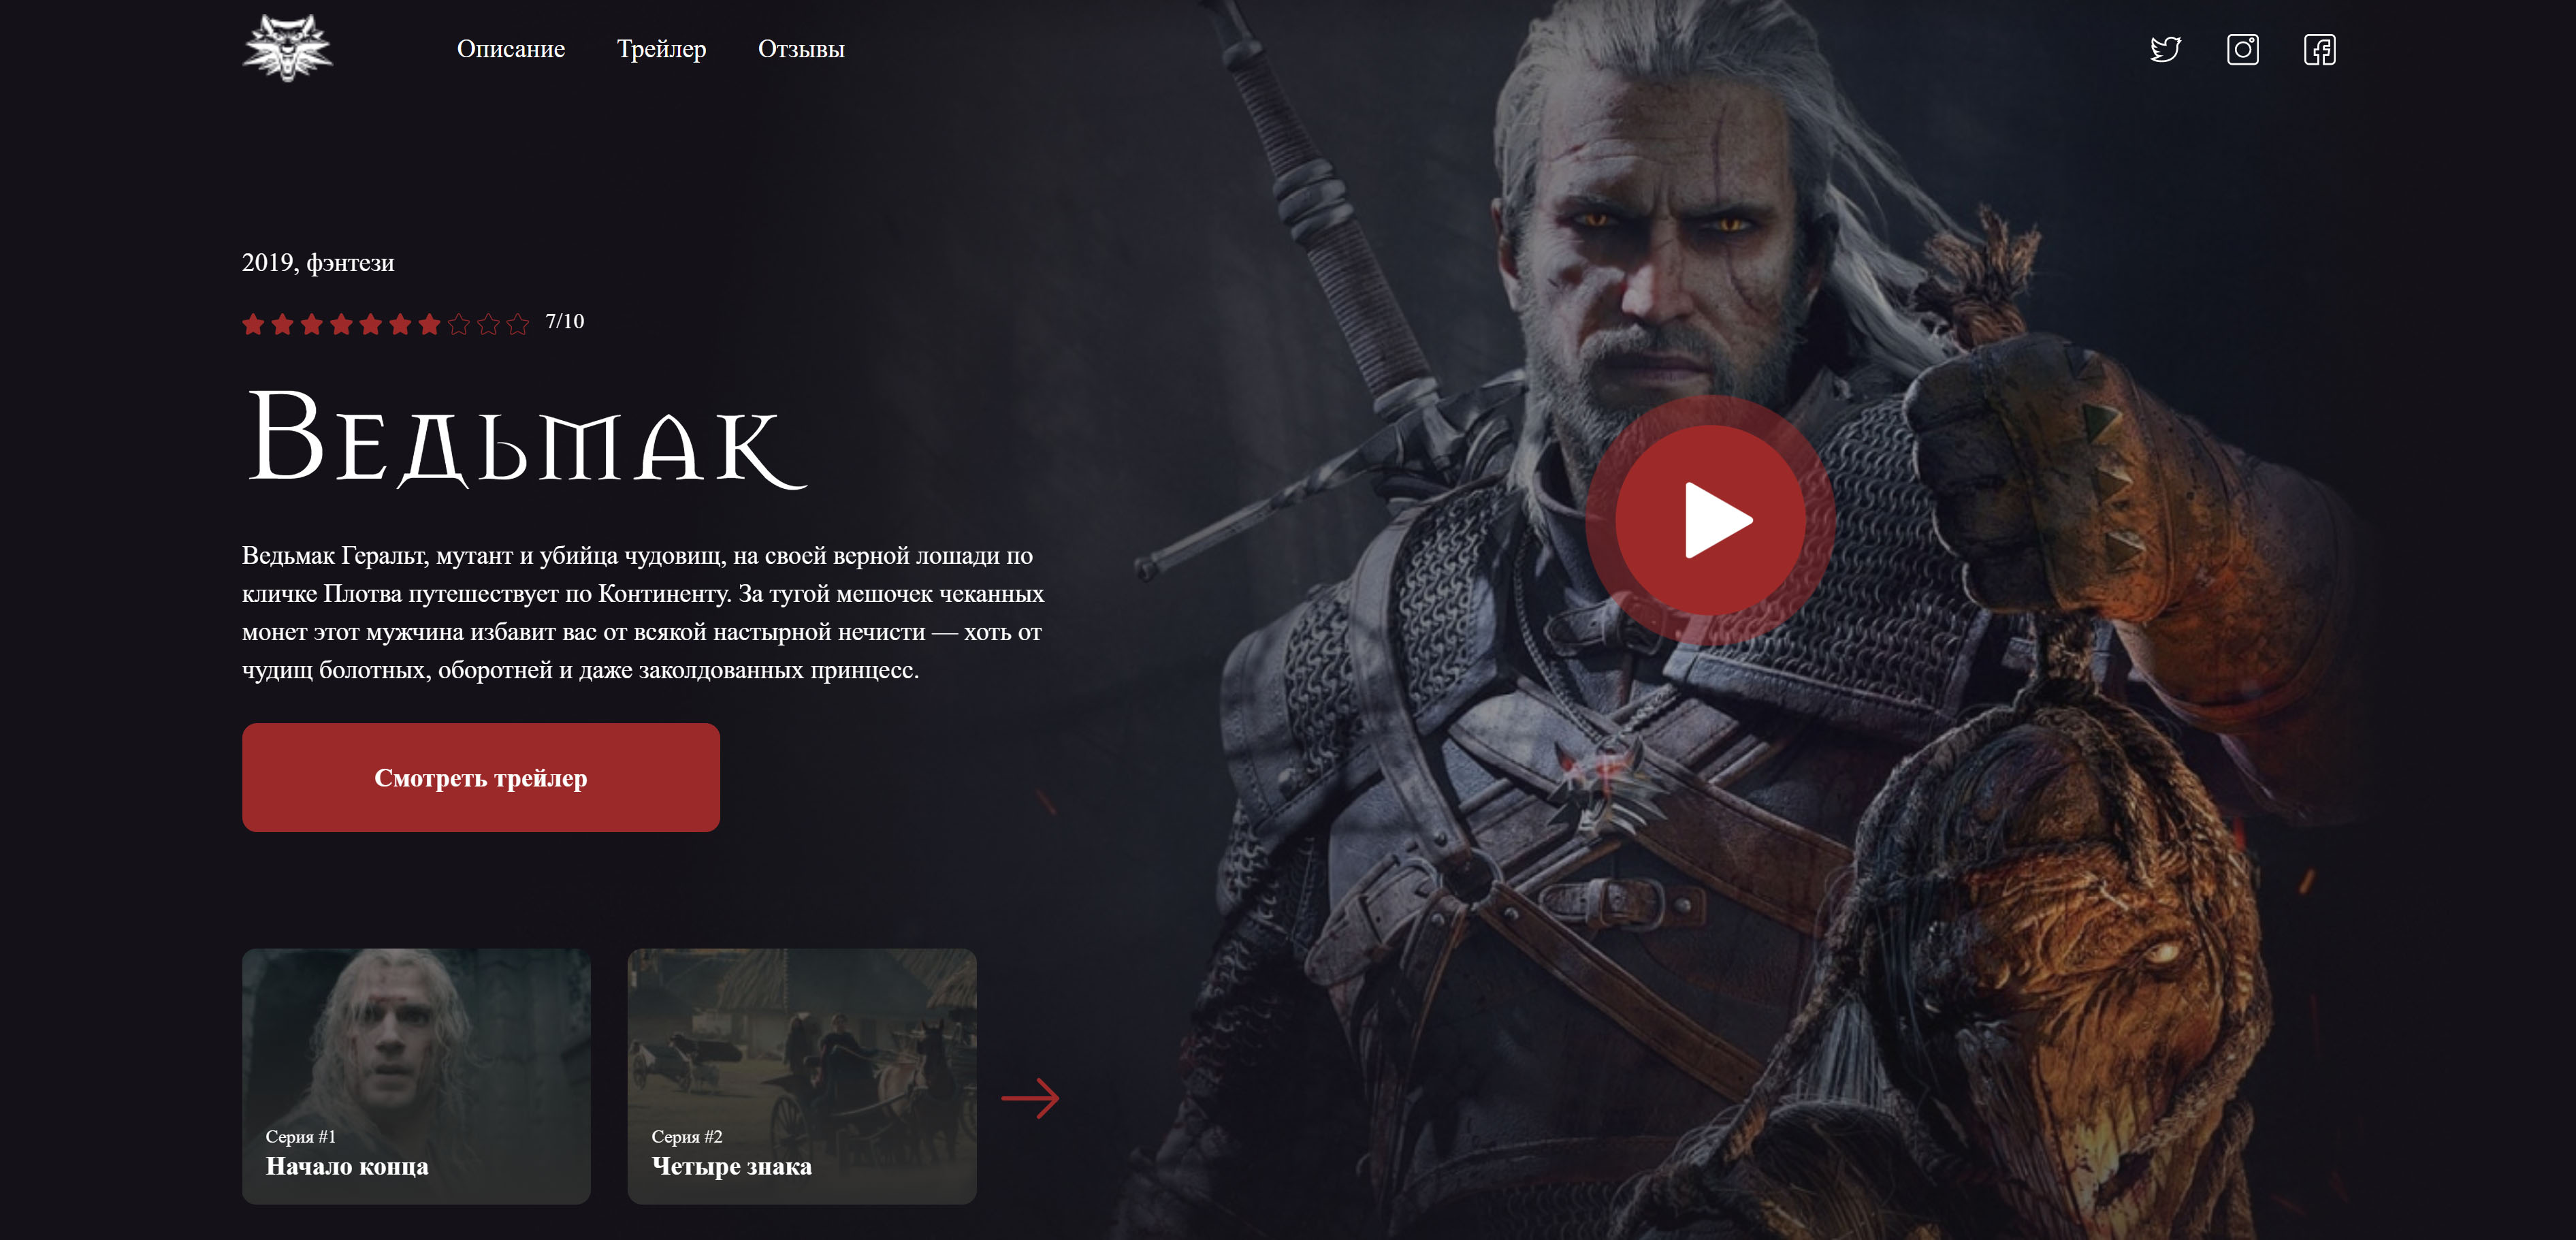 Описание Трейлер Отзывы
2019, фэнтези
7/10
Ведьмак
Ведьмак Геральт, мутант и убийца чудовищ, на своей верной лошади по
кличке Плотва путешествует по Континенту. За тугой мешочек чеканных
монет этот мужчина избавит вас от всякой настырной нечисти — хоть от
чудищ болотных, оборотней и даже заколдованных принцесс.
Смотреть трейлер
Серия #1
Начало конца
Серия #2
Четыре знака